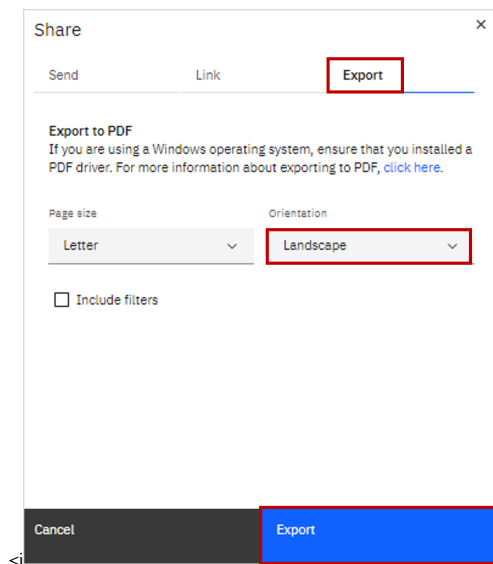 Share
×
Send Link Export
Export to PDF
If you are using a Windows operating system, ensure that you installed a
PDF driver. For more information about exporting to PDF, click here.
Page size Orientation
Letter Landscape
Include filters
Cancel Export
<i